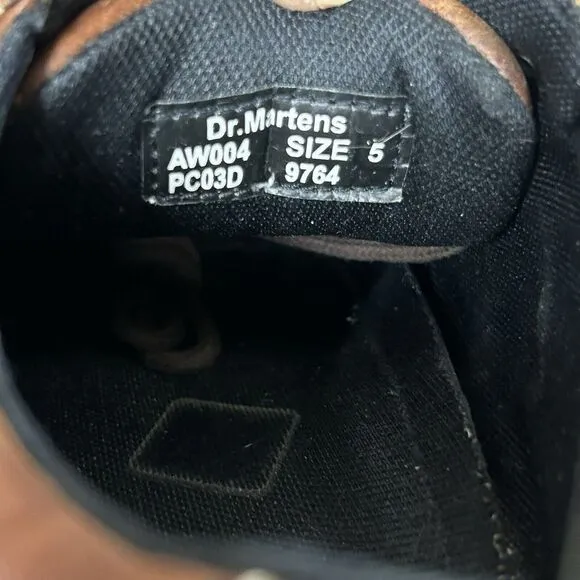 Dr.Martens
AW004 SIZE 5
PC03D 9764